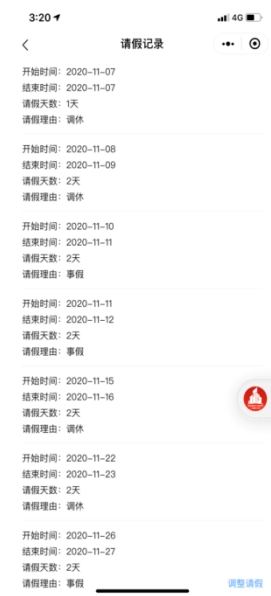 3:20
4G
请假记录
开始时间：2020-11-07
结束时间：2020-11-07
请假天数：1天
请假理由：调休
开始时间：2020-11-08
结束时间：2020-11-09
请假天数：2天
请假理由：调休
开始时间：2020-11-10
结束时间：2020-11-11
请假天数：2天
请假理由：事假
开始时间：2020-11-11
结束时间：2020-11-12
请假天数：2天
请假理由：事假
开始时间：2020-11-15
结束时间：2020-11-16
请假天数：2天
请假理由：调休
开始时间：2020-11-22
结束时间：2020-11-23
请假天数：2天
请假理由：调休
开始时间：2020-11-26
结束时间：2020-11-27
请假天数：2天
请假理由：事假
调整请假